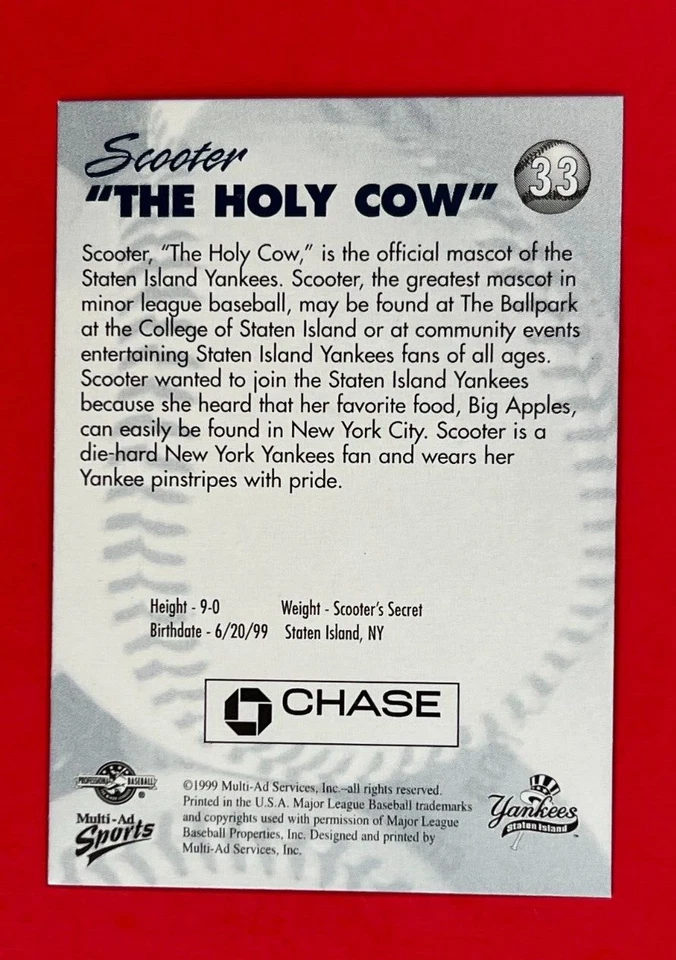 Scooter
"THE HOLY COW"
33
Scooter, "The Holy Cow," is the official mascot of the
Staten Island Yankees. Scooter, the greatest mascot in
minor league baseball, may be found at The Ballpark
at the College of Staten Island or at community events
entertaining Staten Island Yankees fans of all ages.
Scooter wanted to join the Staten Island Yankees
because she heard that her favorite food, Big Apples,
can easily be found in New York City. Scooter is a
die-hard New York Yankees fan and wears her
Yankee pinstripes with pride.
Height - 9-0 Weight - Scooter's Secret
Birthdate - 6/20/99 Staten Island, NY
CHASE
PROFESSIONAL BASEBALL
®
Multi-Ad
Sports
©1999 Multi-Ad Services, Inc.–all rights reserved.
Printed in the U.S.A. Major League Baseball trademarks
and copyrights used with permission of Major League
Baseball Properties, Inc. Designed and printed by
Multi-Ad Services, Inc.
Yankees
Staten Island
™